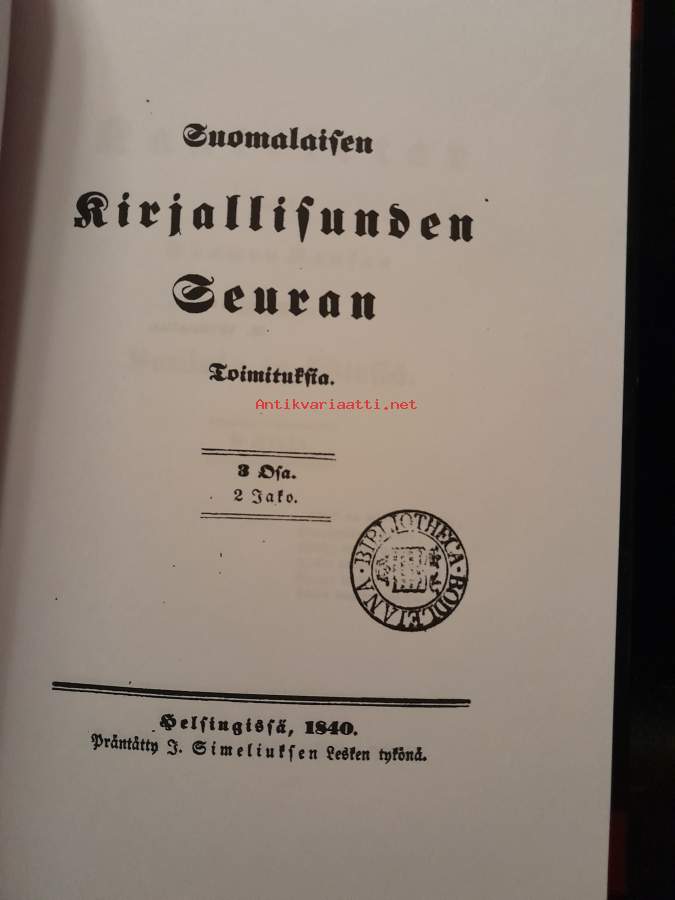 Suomalaisen
Kirjallisunden
Seuran
Toimituksia.
Antikvariaatti.net
3 Osa.
2 Jako.
BIBLIOTHECA · BODLEIANA ·
Helsingissä, 1840.
Präntätty J. Simeliuksen Lesken tykönä.